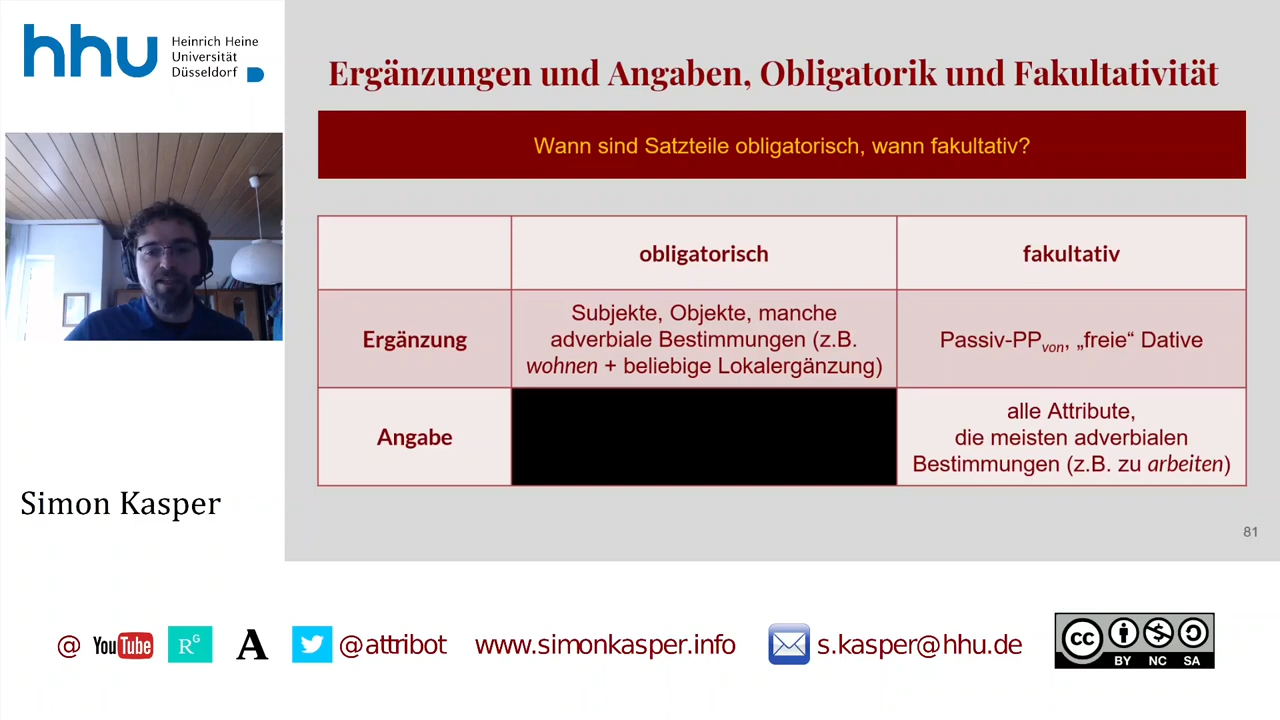 hhu Heinrich Heine
Universität
Düsseldorf
Ergänzungen und Angaben, Obligatorik und Fakultativität
Wann sind Satzteile obligatorisch, wann fakultativ?
obligatorisch
fakultativ
Ergänzung
Subjekte, Objekte, manche
adverbiale Bestimmungen (z.B.
wohnen + beliebige Lokalergänzung)
Passiv-PPvon, „freie“ Dative
Angabe
alle Attribute,
die meisten adverbialen
Bestimmungen (z.B. zu arbeiten)
81
Simon Kasper
@ YouTube RG A @attribot www.simonkasper.info s.kasper@hhu.de
cc
BY NC SA